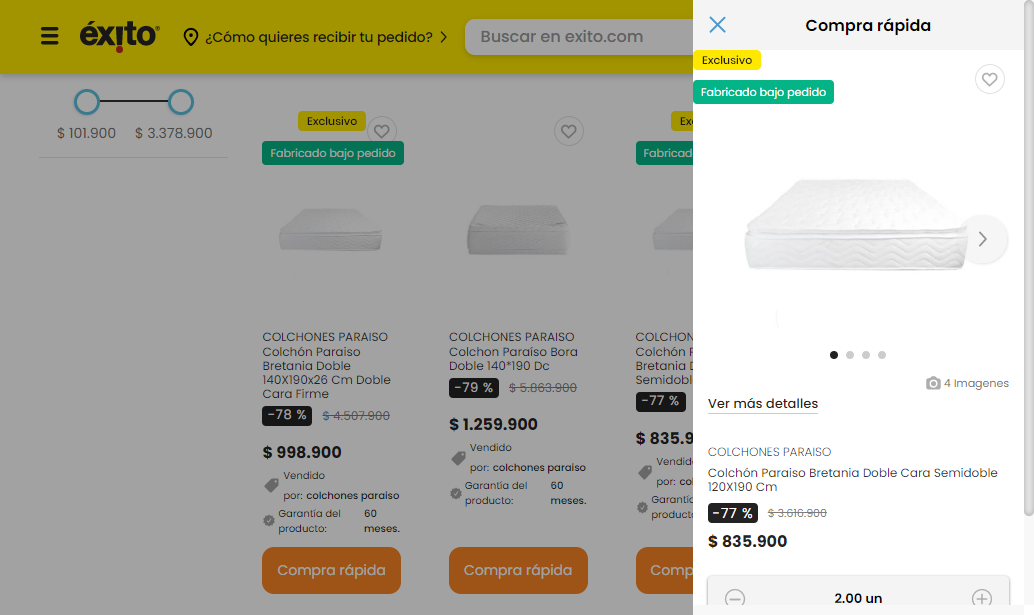 éxito
¿Cómo quieres recibir tu pedido?
Buscar en exito.com
$ 101.900
$ 3.378.900
Exclusivo
Fabricado bajo pedido
COLCHONES PARAISO
Colchón Paraiso
Bretania Doble
140X190x26 Cm Doble
Cara Firme
-78 %
$ 4.507.900
$ 998.900
Vendido
por: colchones paraiso
Garantía del
producto:
60
meses.
Compra rápida
COLCHONES PARAISO
Colchon Paraiso Bora
Doble 140*190 Dc
-79 %
$ 5.863.900
$ 1.259.900
Vendido
por: colchones paraiso
Garantía del
producto:
60
meses.
Compra rápida
Ex
Fabricad
COLCHONES
Colchón P
Bretania D
Semidobl
-77 %
$ 835.9
Vendid
por: col
Garantí
product
Comp
Compra rápida
Exclusivo
Fabricado bajo pedido
4 Imagenes
Ver más detalles
COLCHONES PARAISO
Colchón Paraiso Bretania Doble Cara Semidoble
120X190 Cm
-77 %
$ 3.616.900
$ 835.900
2.00 un